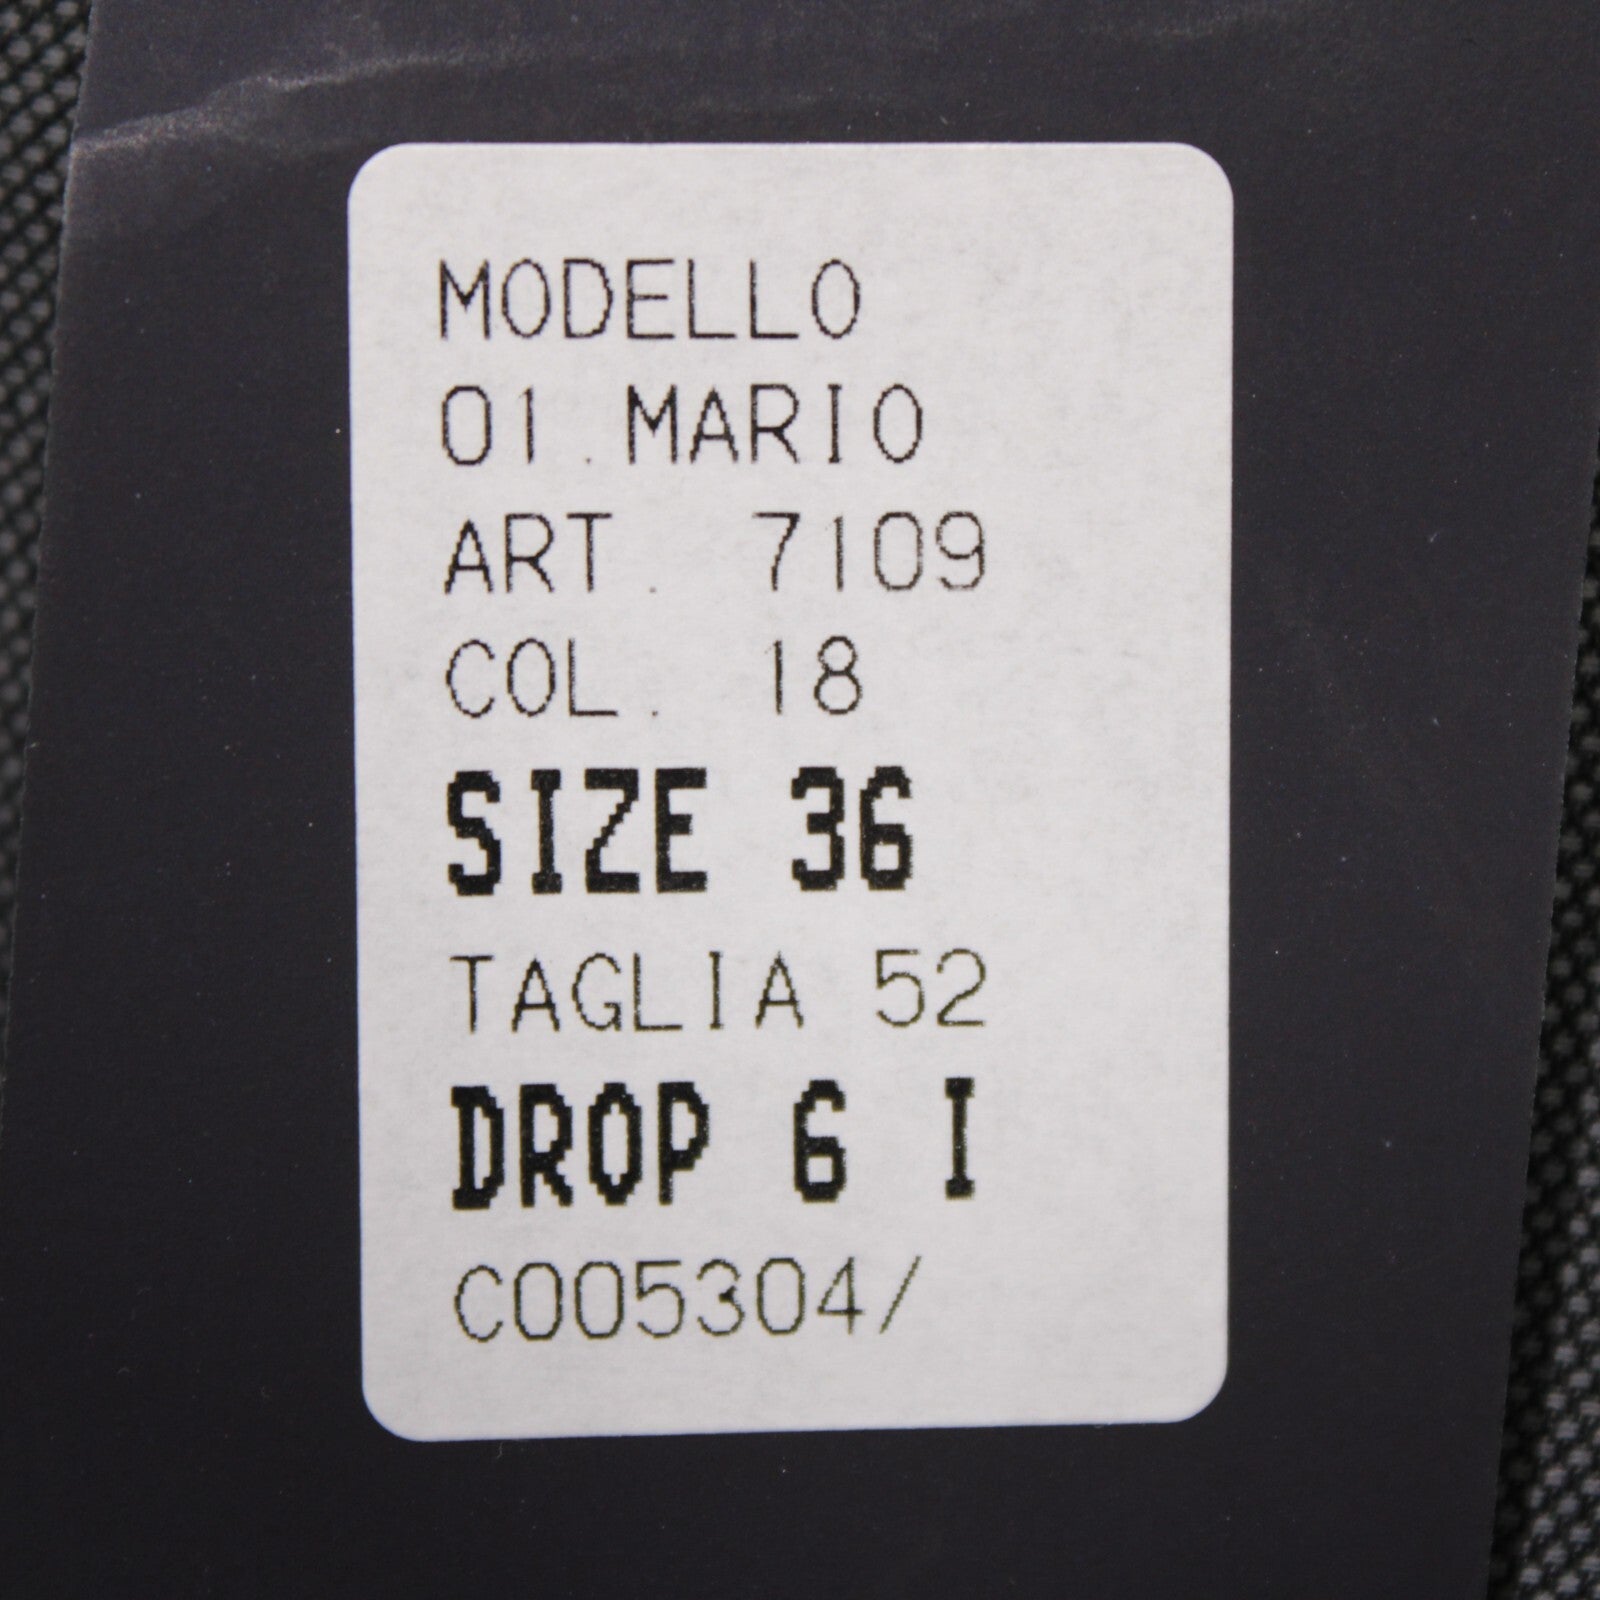 MODELLO
01.MARIO
ART. 7109
COL. 18
SIZE 36
TAGLIA 52
DROP 6 I
C005304/